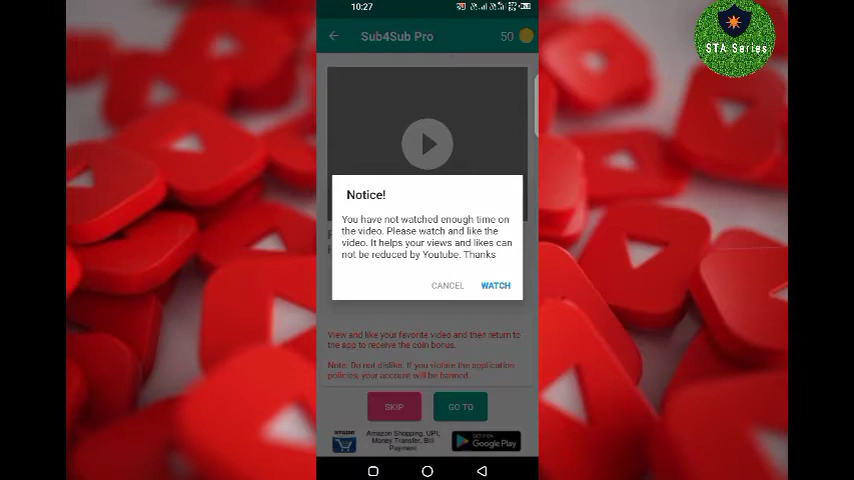 10:27
STA Series
Sub4Sub Pro
50
Notice!
You have not watched enough time on
the video. Please watch and like the
video. It helps your views and likes can
not be reduced by Youtube. Thanks
CANCEL
WATCH
View and like your favorite video and then return to
the app to receive the coin bonus.
Note: Do not dislike. If you violate the application
policies, your account will be banned.
SKIP
GO TO
Amazon Shopping, UPI,
Money Transfer, Bill
Payment
GET IT ON
Google Play